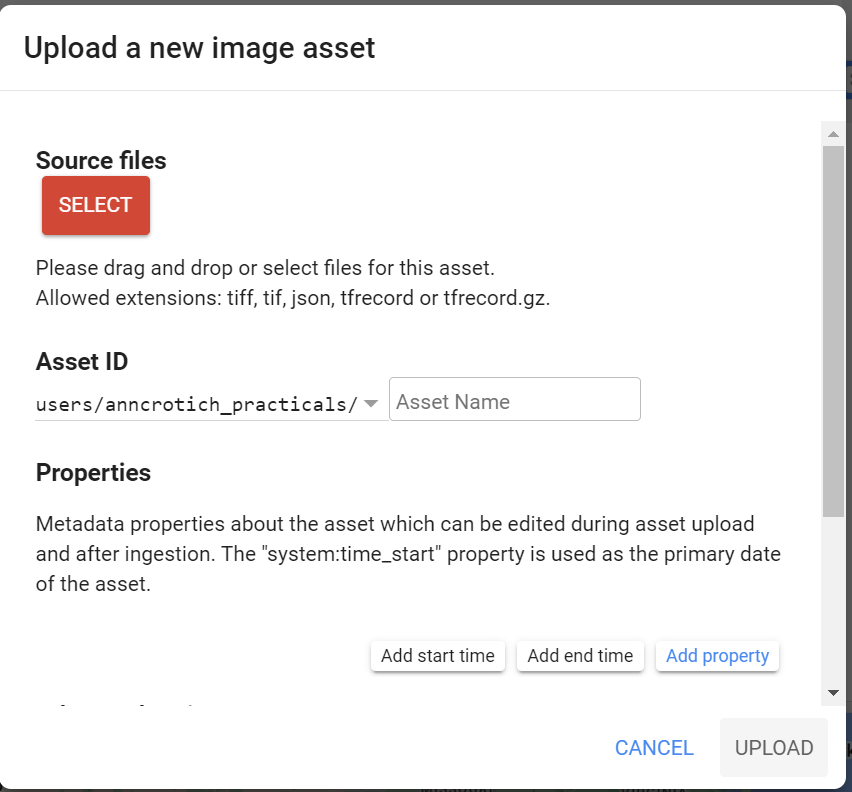 Upload a new image asset
Source files
SELECT
Please drag and drop or select files for this asset.
Allowed extensions: tiff, tif, json, tfrecord or tfrecord.gz.
Asset ID
users/anncrotich_practicals/ Asset Name
Properties
Metadata properties about the asset which can be edited during asset upload
and after ingestion. The "system:time_start" property is used as the primary date
of the asset.
Add start time Add end time Add property
CANCEL UPLOAD